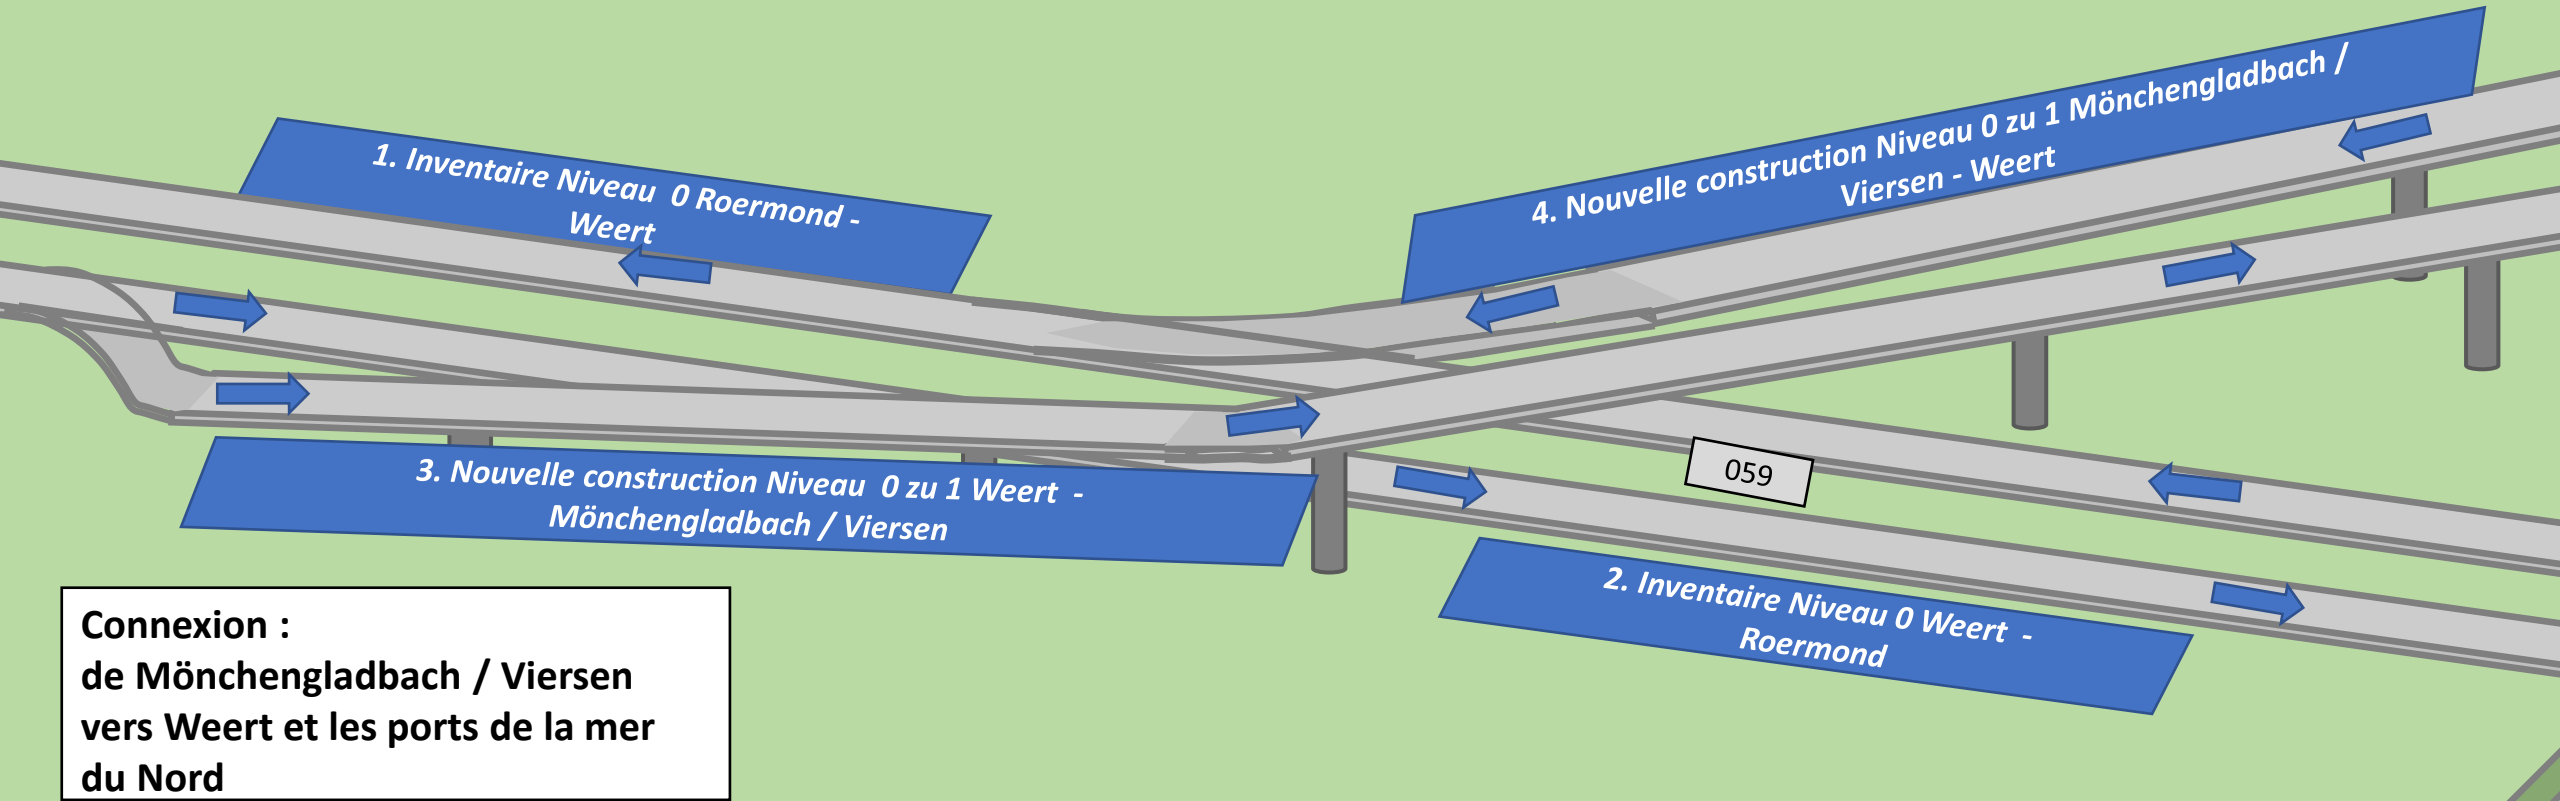 1. Inventaire Niveau  0 Roermond -
Weert
4. Nouvelle construction Niveau 0 zu 1 Mönchengladbach /
Viersen - Weert
3. Nouvelle construction Niveau  0 zu 1 Weert  -
Mönchengladbach / Viersen
059
2. Inventaire Niveau 0 Weert  -
Roermond
Connexion :
de Mönchengladbach / Viersen
vers Weert et les ports de la mer
du Nord